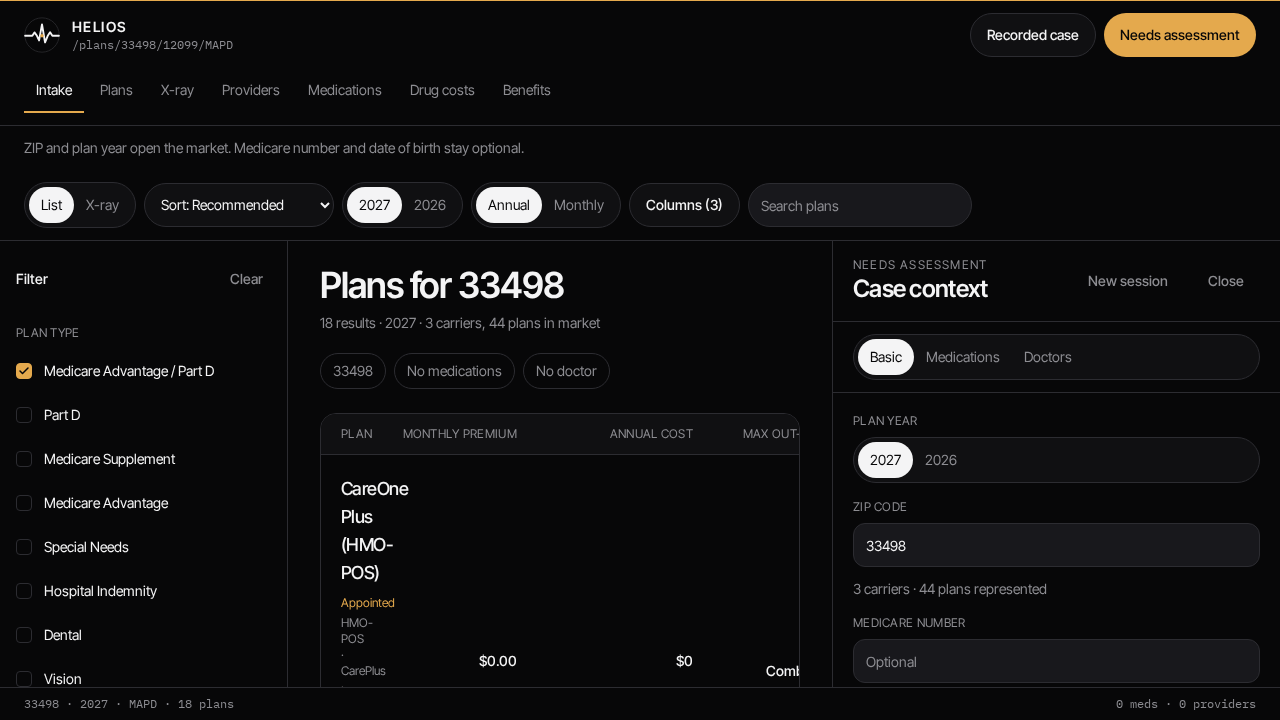 HELIOS
/plans/33498/12099/MAPD
Recorded case
Needs assessment
Intake
Plans
X-ray
Providers
Medications
Drug costs
Benefits
ZIP and plan year open the market. Medicare number and date of birth stay optional.
List
X-ray
Sort: Recommended
2027
2026
Annual
Monthly
Columns (3)
Search plans
Filter
Clear
PLAN TYPE
Medicare Advantage / Part D
Part D
Medicare Supplement
Medicare Advantage
Special Needs
Hospital Indemnity
Dental
Vision
Plans for 33498
18 results · 2027 · 3 carriers, 44 plans in market
33498
No medications
No doctor
PLAN
MONTHLY PREMIUM
ANNUAL COST
MAX OUT-
CareOne
Plus
(HMO-
POS)
Appointed
HMO-
POS
·
CarePlus
$0.00
$0
Comb
NEEDS ASSESSMENT
Case context
New session
Close
Basic
Medications
Doctors
PLAN YEAR
2027
2026
ZIP CODE
33498
3 carriers · 44 plans represented
MEDICARE NUMBER
Optional
33498 · 2027 · MAPD · 18 plans
0 meds · 0 providers